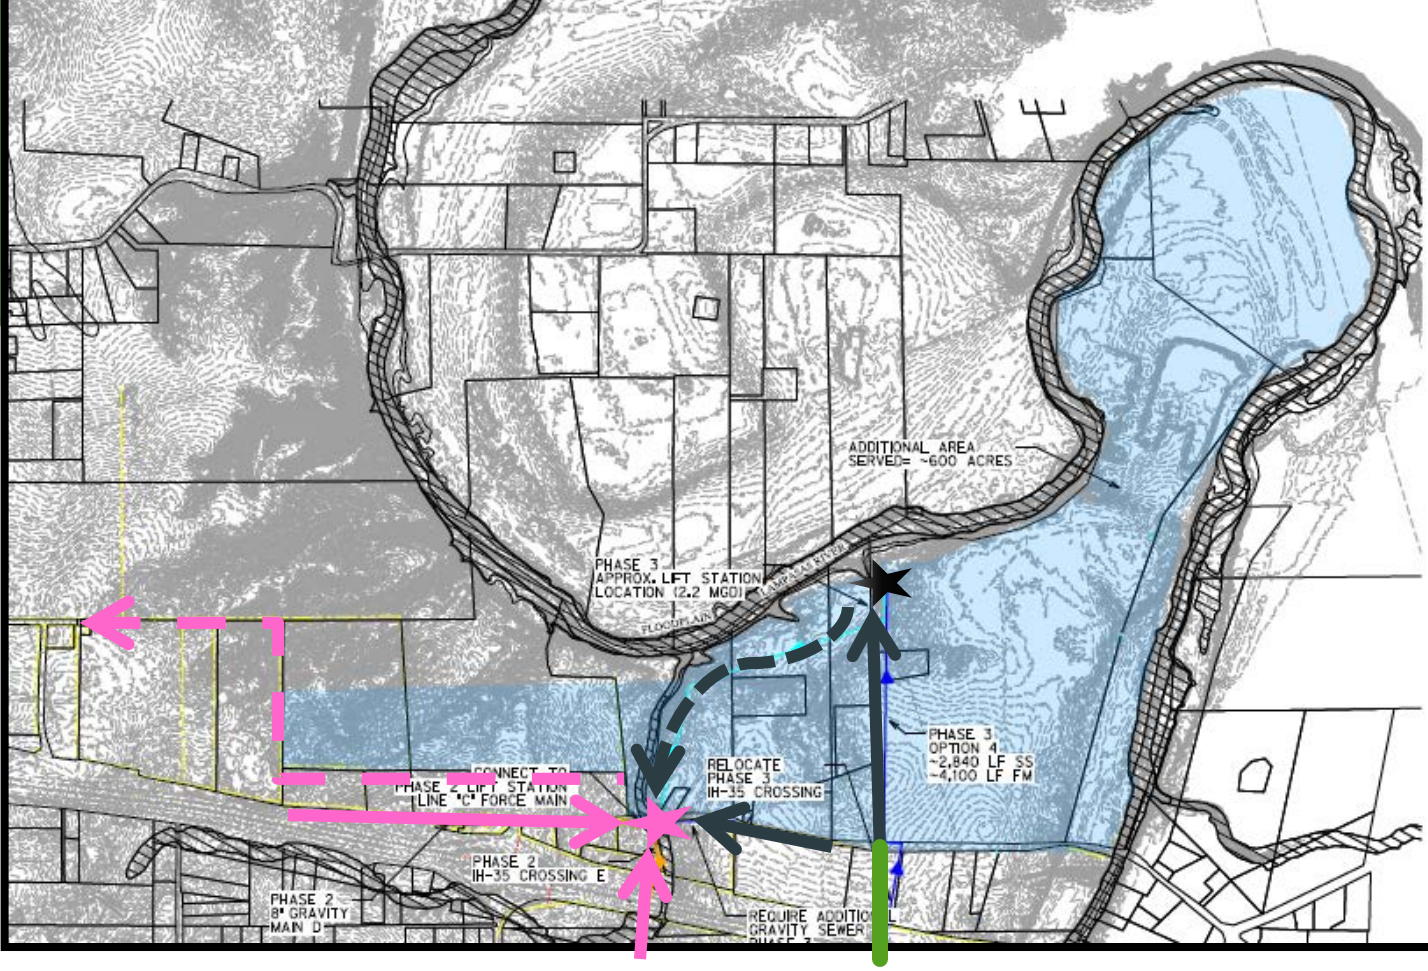 ADDITIONAL AREA
SERVED= ~600 ACRES
PHASE 3
APPROX. LIFT STATION
LOCATION (2.2 MGD)
LAMPASAS RIVER
FLOODPLAIN
PHASE 3
OPTION 4
~2,840 LF SS
~4,100 LF FM
RELOCATE
PHASE 3
IH-35 CROSSING
CONNECT TO
PHASE 2 LIFT STATION
LINE "C" FORCE MAIN
PHASE 2
IH-35 CROSSING E
PHASE 2
8" GRAVITY
MAIN D
REQUIRE ADDITIONAL
GRAVITY SEWER
PHASE 3